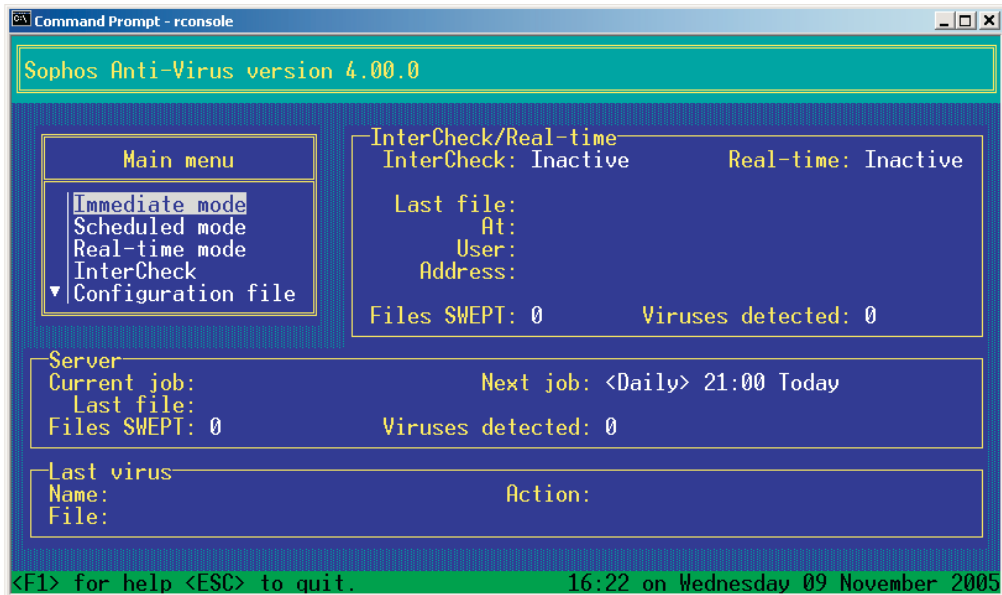 Command Prompt - rconsole
Sophos Anti-Virus version 4.00.0
Main menu
Immediate mode
Scheduled mode
Real-time mode
InterCheck
Configuration file
InterCheck/Real-time
InterCheck: Inactive Real-time: Inactive
Last file:
At:
User:
Address:
Files SWEPT: 0 Viruses detected: 0
Server
Current job: Next job: <Daily> 21:00 Today
Last file:
Files SWEPT: 0 Viruses detected: 0
Last virus
Name: Action:
File:
<F1> for help <ESC> to quit. 16:22 on Wednesday 09 November 2005